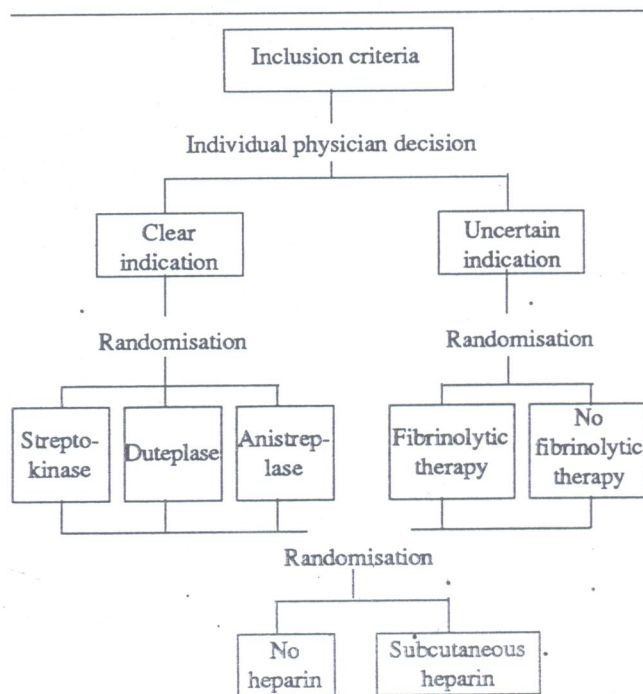 Inclusion criteria
Individual physician decision
Clear
indication
Uncertain
indication
Randomisation
Randomisation
Strepto-
kinase
Duteplase
Anistrep-
lase
Fibrinolytic
therapy
No
fibrinolytic
therapy
Randomisation
No
heparin
Subcutaneous
heparin